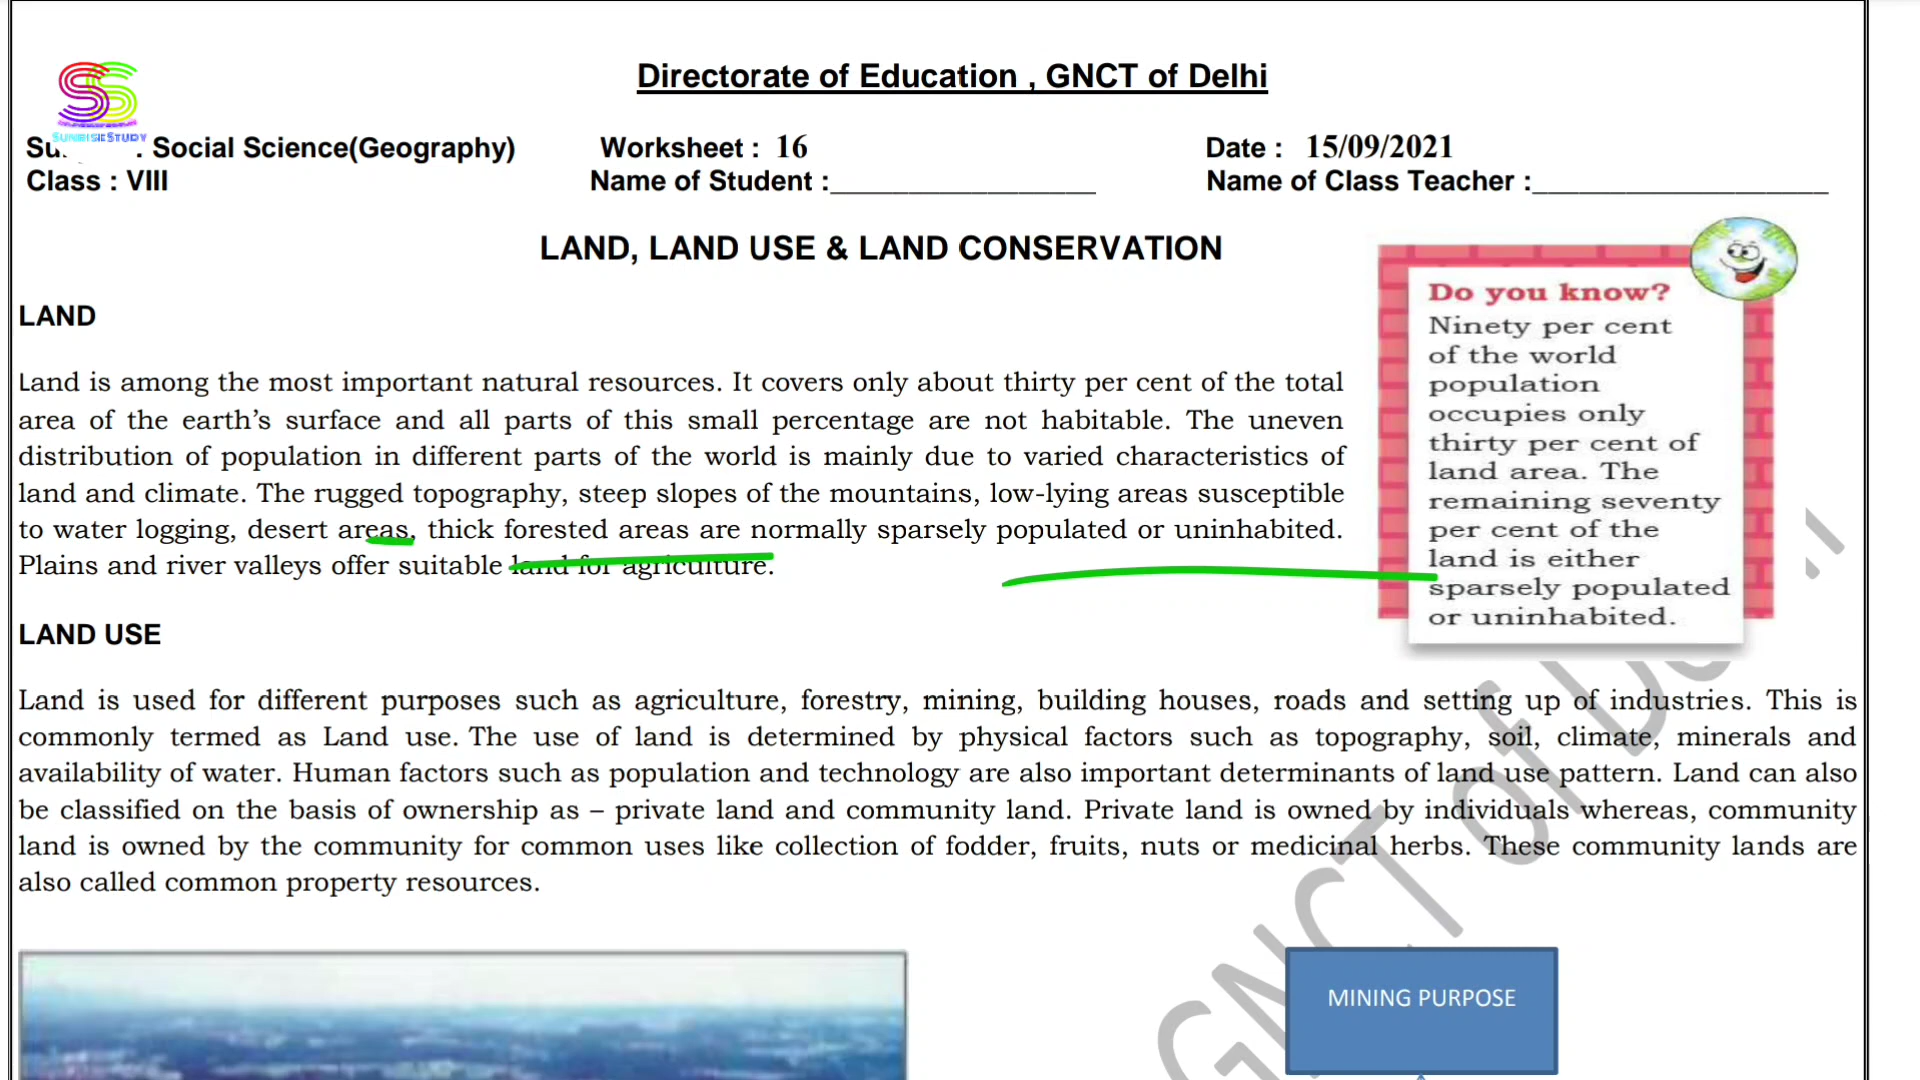 Directorate of Education , GNCT of Delhi
SUNRISESTUDY
: Social Science(Geography) Worksheet : 16 Date : 15/09/2021
Class : VIII Name of Student :__________________ Name of Class Teacher :____________________
LAND, LAND USE & LAND CONSERVATION
LAND
Land is among the most important natural resources. It covers only about thirty per cent of the total
area of the earth’s surface and all parts of this small percentage are not habitable. The uneven
distribution of population in different parts of the world is mainly due to varied characteristics of
land and climate. The rugged topography, steep slopes of the mountains, low-lying areas susceptible
to water logging, desert areas, thick forested areas are normally sparsely populated or uninhabited.
Plains and river valleys offer suitable land for agriculture.
Do you know?
Ninety per cent
of the world
population
occupies only
thirty per cent of
land area. The
remaining seventy
per cent of the
land is either
sparsely populated
or uninhabited.
LAND USE
Land is used for different purposes such as agriculture, forestry, mining, building houses, roads and setting up of industries. This is
commonly termed as Land use. The use of land is determined by physical factors such as topography, soil, climate, minerals and
availability of water. Human factors such as population and technology are also important determinants of land use pattern. Land can also
be classified on the basis of ownership as – private land and community land. Private land is owned by individuals whereas, community
land is owned by the community for common uses like collection of fodder, fruits, nuts or medicinal herbs. These community lands are
also called common property resources.
MINING PURPOSE
GNCT of